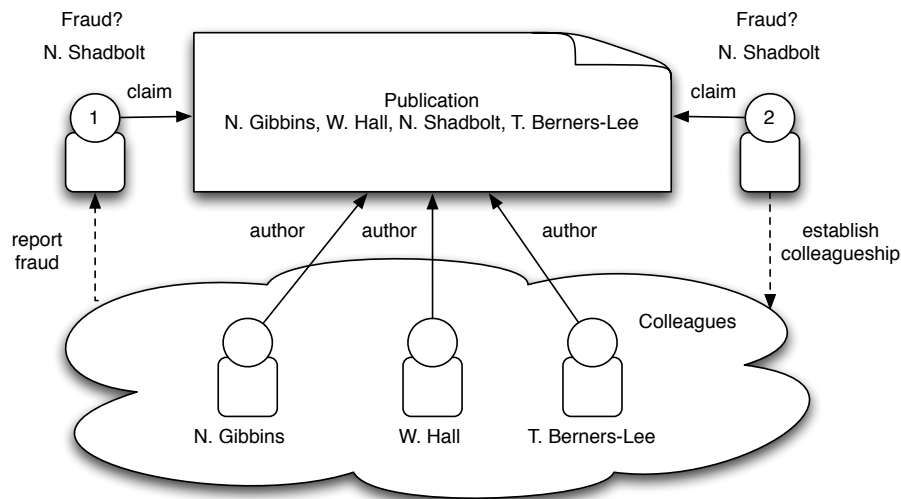 Fraud?
N. Shadbolt
Fraud?
N. Shadbolt
claim
claim
1
2
Publication
N. Gibbins, W. Hall, N. Shadbolt, T. Berners-Lee
report
fraud
author
author
author
establish
colleagueship
Colleagues
N. Gibbins
W. Hall
T. Berners-Lee